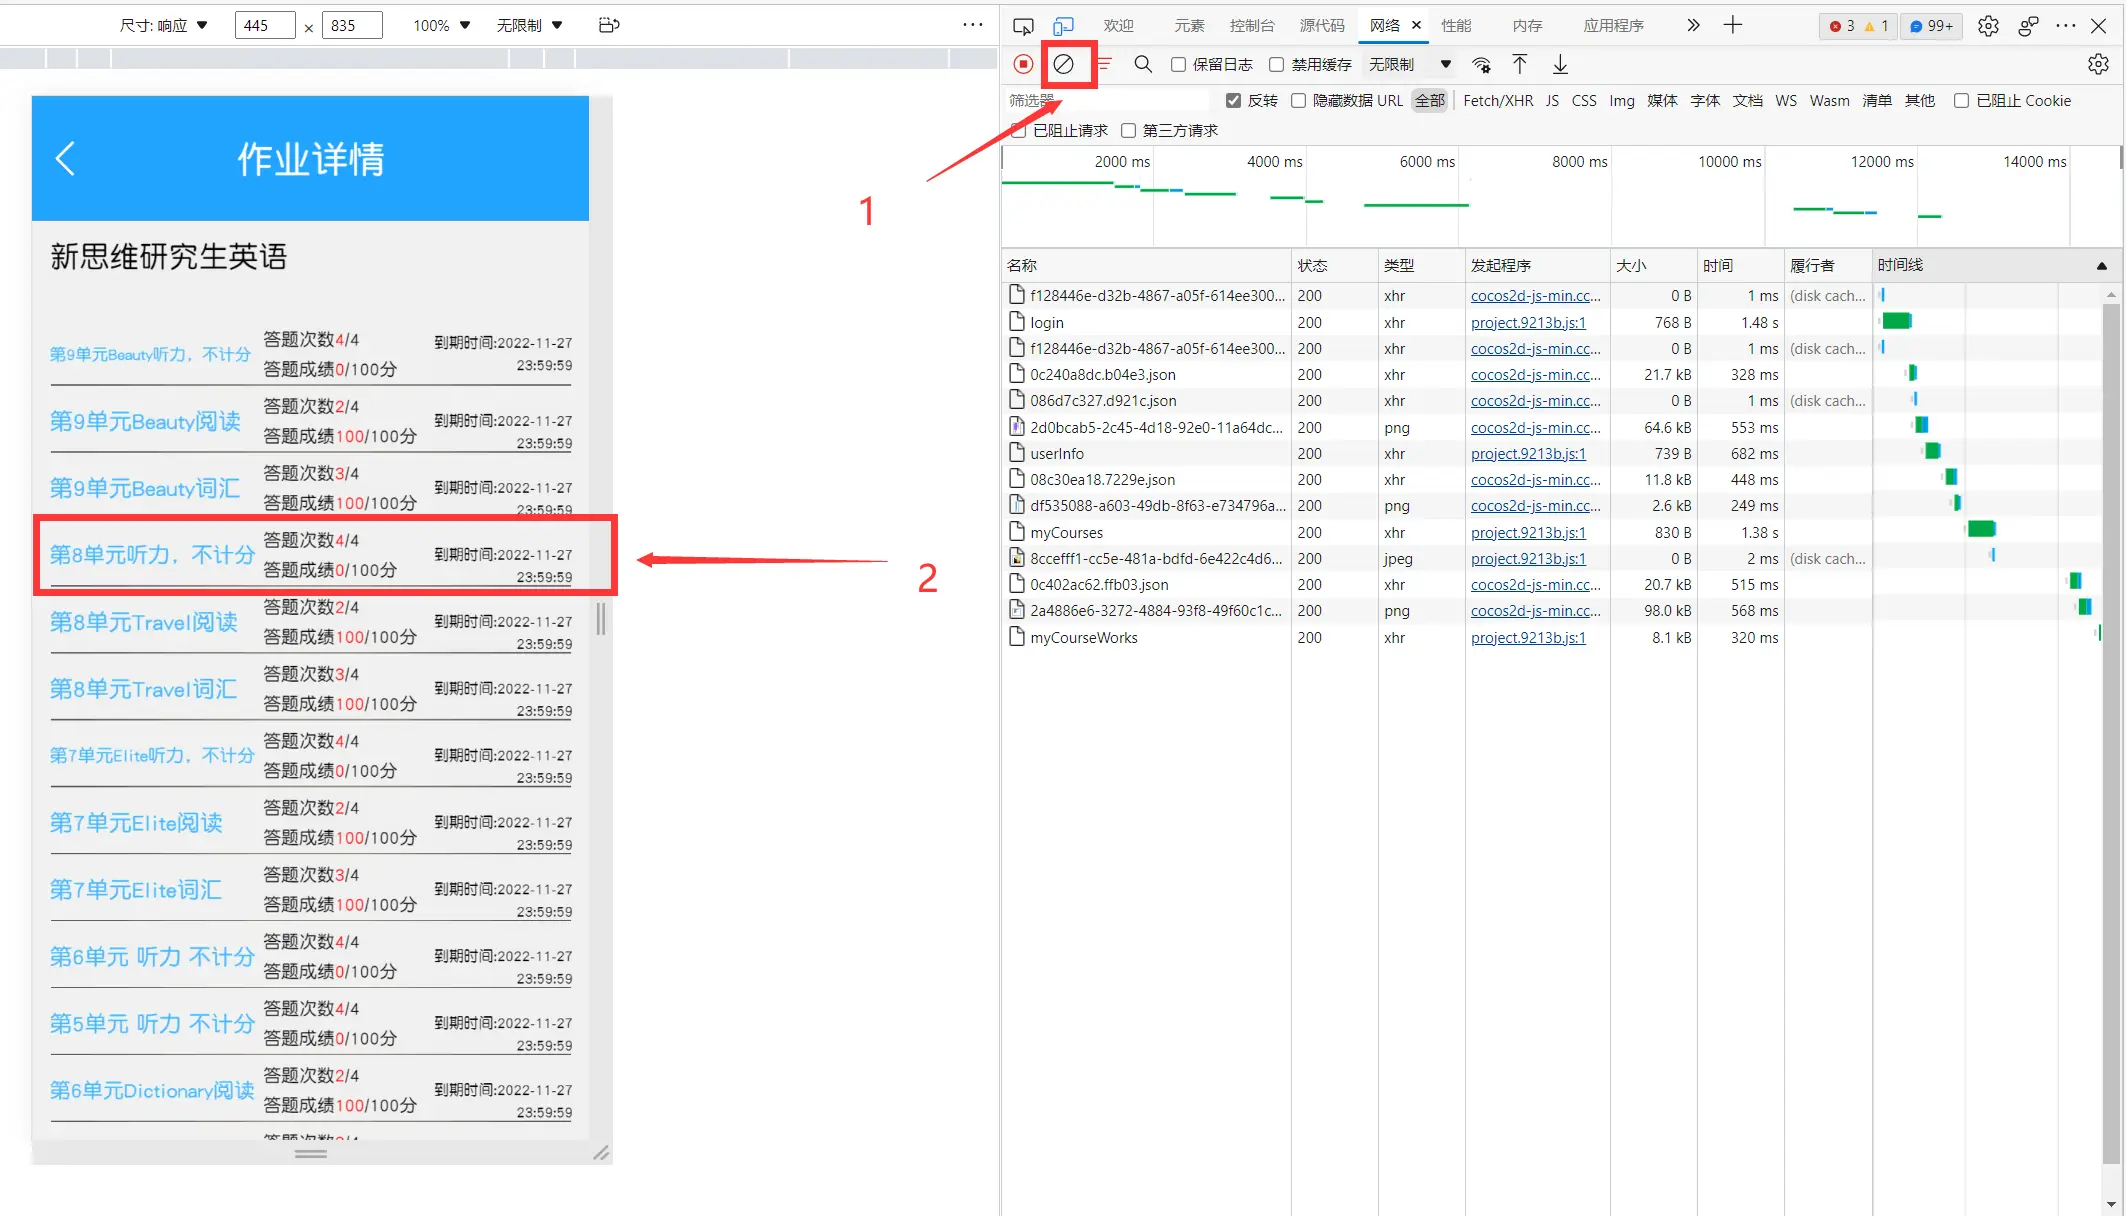 尺寸: 响应 445 × 835 100% 无限制
欢迎 元素 控制台 源代码 网络 性能 内存 应用程序 3 1 99+
保留日志 禁用缓存 无限制
筛选器 反转 隐藏数据 URL 全部 Fetch/XHR JS CSS Img 媒体 字体 文档 WS Wasm 清单 其他 已阻止 Cookie
已阻止请求 第三方请求
2000 ms 4000 ms 6000 ms 8000 ms 10000 ms 12000 ms 14000 ms
1
2
作业详情
新思维研究生英语
第9单元Beauty听力，不计分 答题次数4/4 到期时间:2022-11-27
答题成绩0/100分 23:59:59
第9单元Beauty阅读 答题次数2/4 到期时间:2022-11-27
答题成绩100/100分 23:59:59
第9单元Beauty词汇 答题次数3/4 到期时间:2022-11-27
答题成绩100/100分 23:59:59
第8单元听力，不计分 答题次数4/4 到期时间:2022-11-27
答题成绩0/100分 23:59:59
第8单元Travel阅读 答题次数2/4 到期时间:2022-11-27
答题成绩100/100分 23:59:59
第8单元Travel词汇 答题次数3/4 到期时间:2022-11-27
答题成绩100/100分 23:59:59
第7单元Elite听力，不计分 答题次数4/4 到期时间:2022-11-27
答题成绩0/100分 23:59:59
第7单元Elite阅读 答题次数2/4 到期时间:2022-11-27
答题成绩100/100分 23:59:59
第7单元Elite词汇 答题次数3/4 到期时间:2022-11-27
答题成绩100/100分 23:59:59
第6单元 听力 不计分 答题次数4/4 到期时间:2022-11-27
答题成绩0/100分 23:59:59
第5单元 听力 不计分 答题次数4/4 到期时间:2022-11-27
答题成绩0/100分 23:59:59
第6单元Dictionary阅读 答题次数2/4 到期时间:2022-11-27
答题成绩100/100分 23:59:59
名称 状态 类型 发起程序 大小 时间 履行者 时间线
f128446e-d32b-4867-a05f-614ee300... 200 xhr cocos2d-js-min.cc... 0 B 1 ms (disk cach...
login 200 xhr project.9213b.js:1 768 B 1.48 s
f128446e-d32b-4867-a05f-614ee300... 200 xhr cocos2d-js-min.cc... 0 B 1 ms (disk cach...
0c240a8dc.b04e3.json 200 xhr cocos2d-js-min.cc... 21.7 kB 328 ms
086d7c327.d921c.json 200 xhr cocos2d-js-min.cc... 0 B 1 ms (disk cach...
2d0bcab5-2c45-4d18-92e0-11a64dc... 200 png cocos2d-js-min.cc... 64.6 kB 553 ms
userInfo 200 xhr project.9213b.js:1 739 B 682 ms
08c30ea18.7229e.json 200 xhr cocos2d-js-min.cc... 11.8 kB 448 ms
df535088-a603-49db-8f63-e734796a... 200 png cocos2d-js-min.cc... 2.6 kB 249 ms
myCourses 200 xhr project.9213b.js:1 830 B 1.38 s
8ccefff1-cc5e-481a-bdfd-6e422c4d6... 200 jpeg project.9213b.js:1 0 B 2 ms (disk cach...
0c402ac62.ffb03.json 200 xhr cocos2d-js-min.cc... 20.7 kB 515 ms
2a4886e6-3272-4884-93f8-49f60c1c... 200 png cocos2d-js-min.cc... 98.0 kB 568 ms
myCourseWorks 200 xhr project.9213b.js:1 8.1 kB 320 ms